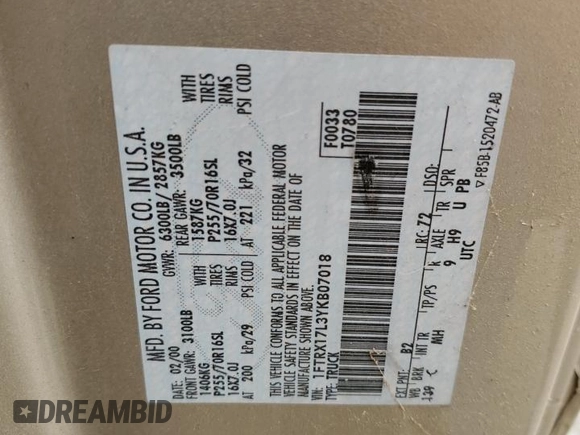 MFD. BY FORD MOTOR CO. IN U.S.A.
DATE: 02/00 GVWR: 6300LB/ 2857KG
FRONT GAWR: 3100LB REAR GAWR: 3500LB
1406KG WITH 1587KG WITH
P255/70R16SL TIRES P255/70R16SL TIRES
16X7.0J RIMS 16X7.0J RIMS
AT 200 kPa/29 PSI COLD AT 221 kPa/32 PSI COLD
THIS VEHICLE CONFORMS TO ALL APPLICABLE FEDERAL MOTOR
VEHICLE SAFETY STANDARDS IN EFFECT ON THE DATE OF
MANUFACTURE SHOWN ABOVE.
VIN: 1FTRX17L3YKB07018 F0033
TYPE: TRUCK T0780
EXT PNT: B2 RC: 72 DSO:
WB BRK INT TR TP/PS R AXLE TR SPR
139 C MH 9 H9 U PB
UTC
▽ F85B-1520472-AB
DREAMBID